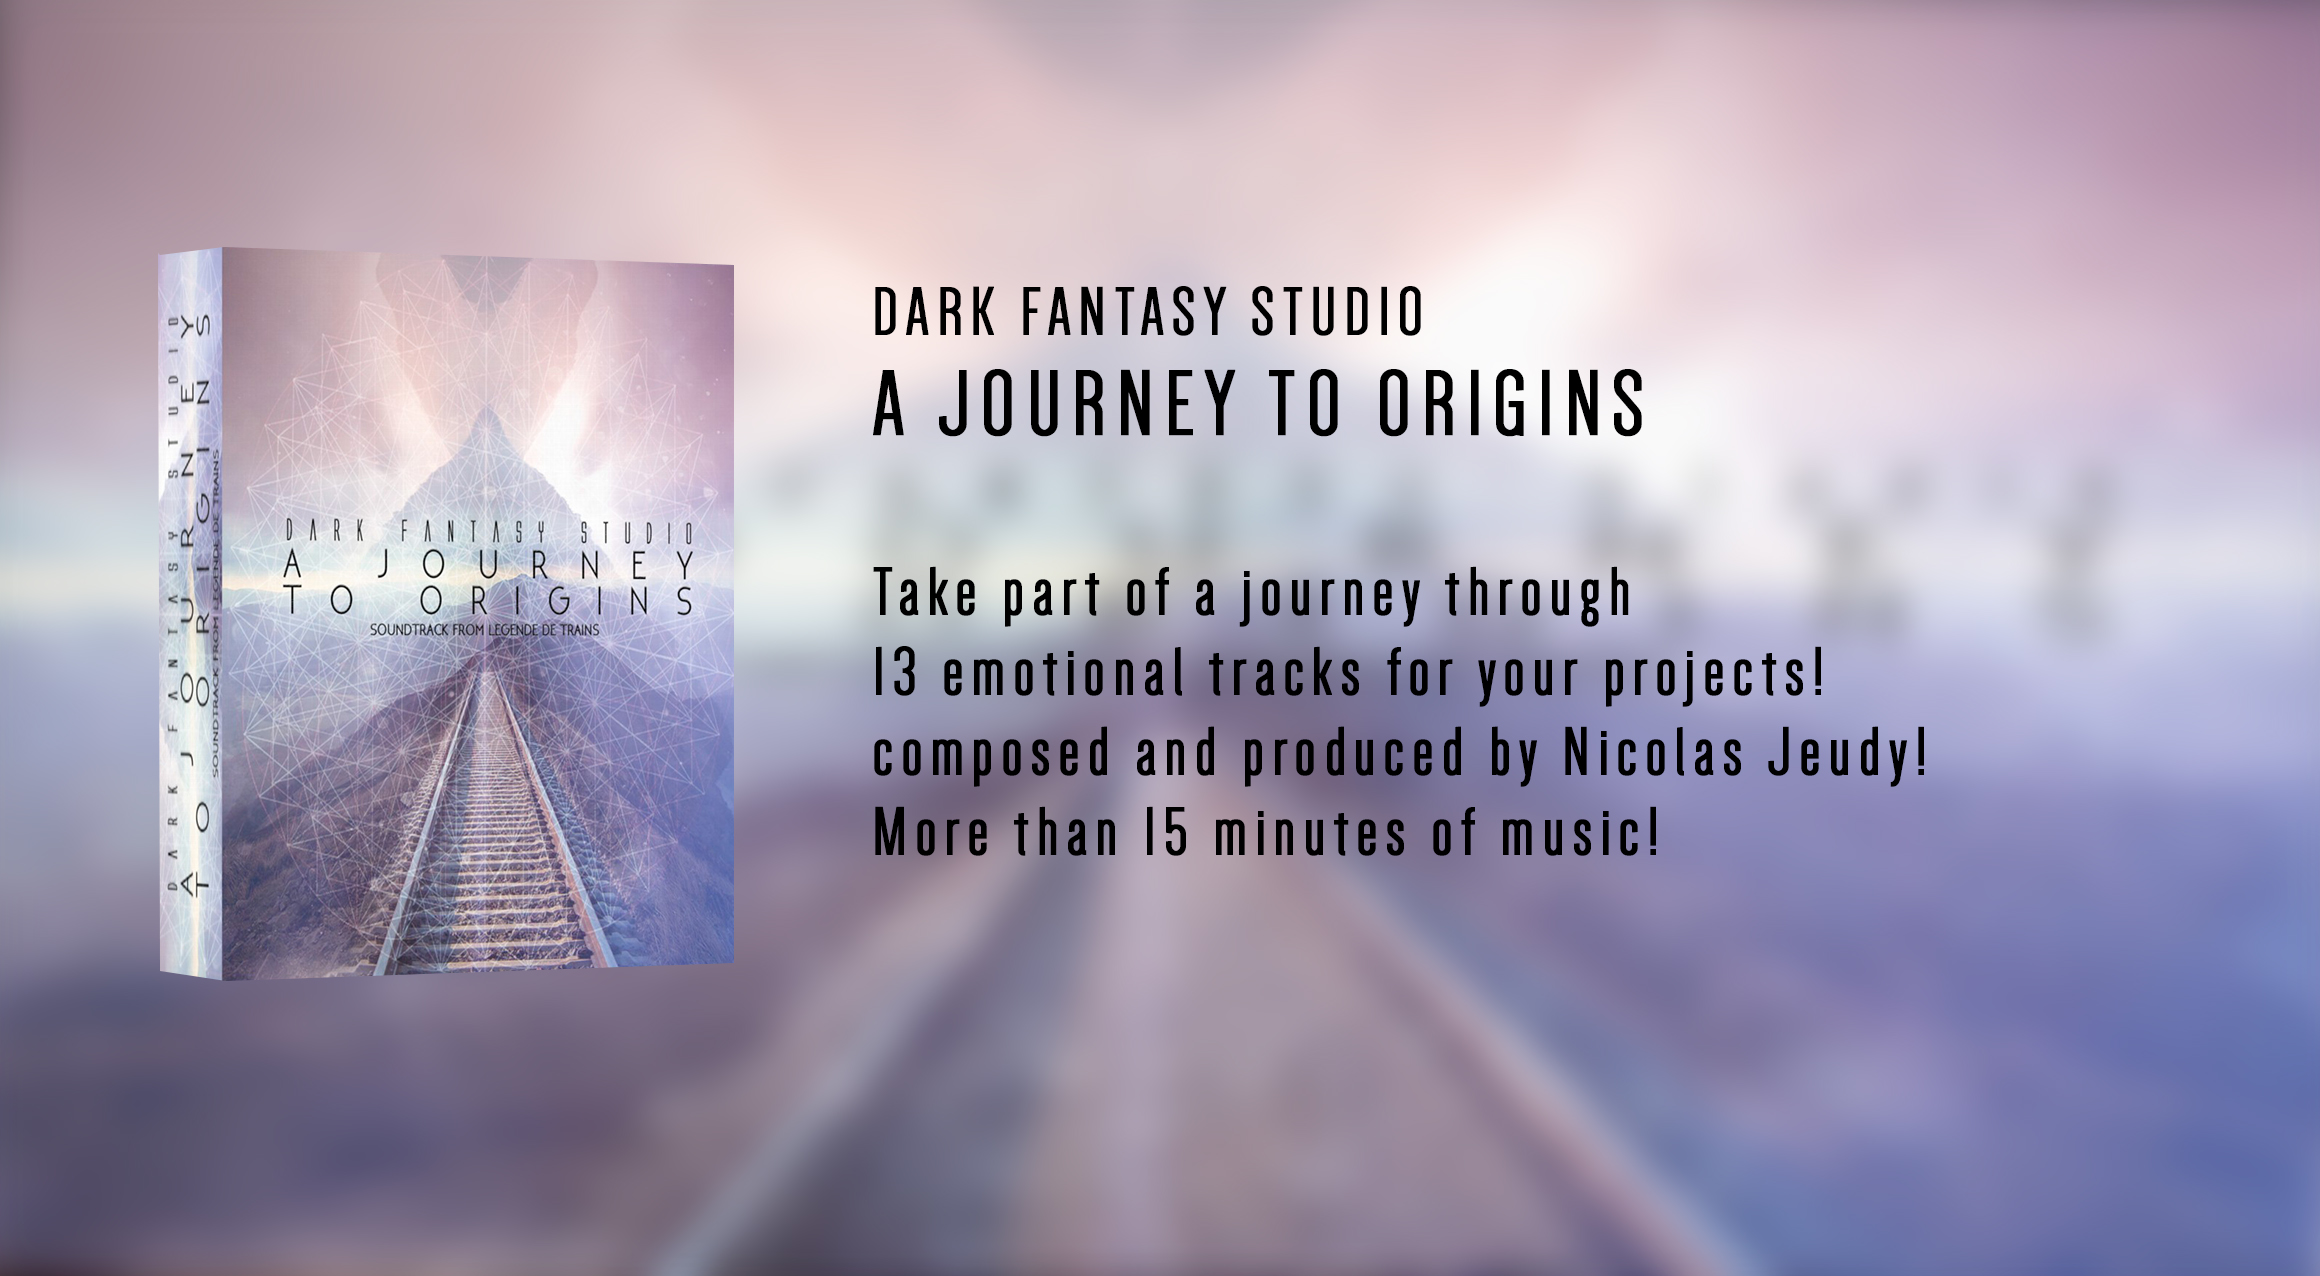 DARK FANTASY STUDIO
A JOURNEY
TO ORIGINS
SOUNDTRACK FROM LEGENDE DE TRAINS
DARK FANTASY STUDIO
A JOURNEY
TO ORIGINS
SOUNDTRACK FROM LEGENDE DE TRAINS
DARK FANTASY STUDIO
A JOURNEY TO ORIGINS
Take part of a journey through
13 emotional tracks for your projects!
composed and produced by Nicolas Jeudy!
More than 15 minutes of music!